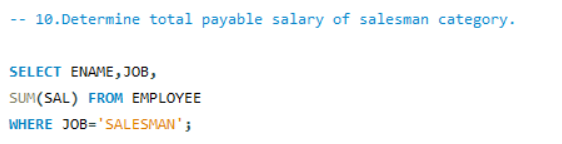 -- 10.Determine total payable salary of salesman category.
SELECT ENAME,JOB,
SUM(SAL) FROM EMPLOYEE
WHERE JOB='SALESMAN';